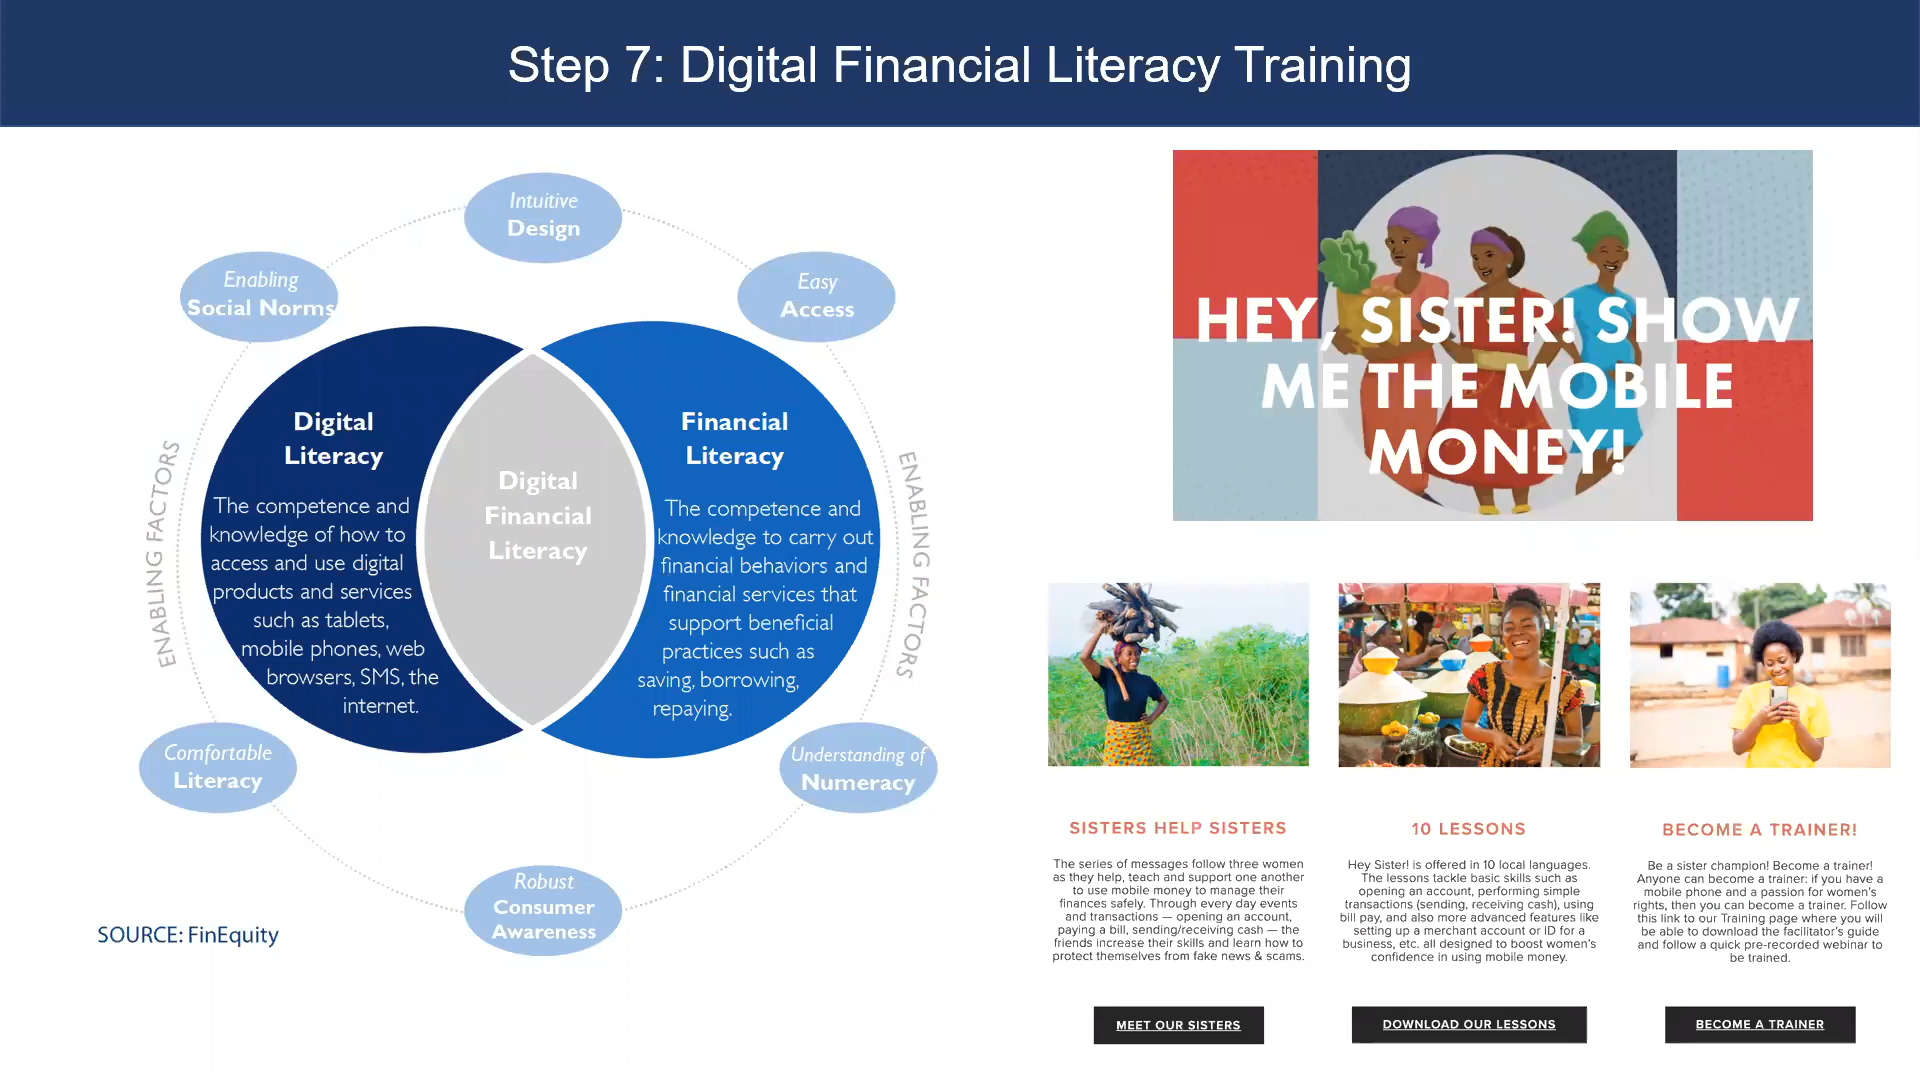 Step 7: Digital Financial Literacy Training
Intuitive
Design
Enabling
Social Norms
Easy
Access
ENABLING FACTORS
Digital
Literacy
The competence and
knowledge of how to
access and use digital
products and services
such as tablets,
mobile phones, web
browsers, SMS, the
internet.
Digital
Financial
Literacy
Financial
Literacy
The competence and
knowledge to carry out
financial behaviors and
financial services that
support beneficial
practices such as
saving, borrowing,
repaying.
ENABLING FACTORS
Comfortable
Literacy
Understanding of
Numeracy
Robust
Consumer
Awareness
SOURCE: FinEquity
HEY, SISTER! SHOW
ME THE MOBILE
MONEY!
SISTERS HELP SISTERS
The series of messages follow three women
as they help, teach and support one another
to use mobile money to manage their
finances safely. Through every day events
and transactions — opening an account,
paying a bill, sending/receiving cash — the
friends increase their skills and learn how to
protect themselves from fake news & scams.
MEET OUR SISTERS
10 LESSONS
Hey Sister! is offered in 10 local languages.
The lessons tackle basic skills such as
opening an account, performing simple
transactions (sending, receiving cash), using
bill pay, and also more advanced features like
setting up a merchant account or ID for a
business, etc. all designed to boost women's
confidence in using mobile money.
DOWNLOAD OUR LESSONS
BECOME A TRAINER!
Be a sister champion! Become a trainer!
Anyone can become a trainer: if you have a
mobile phone and a passion for women's
rights, then you can become a trainer. Follow
this link to our Training page where you will
be able to download the facilitator's guide
and follow a quick pre-recorded webinar to
be trained.
BECOME A TRAINER